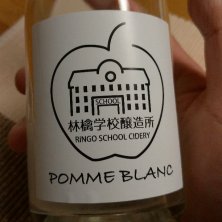 SCHOOL
林檎学校醸造所
RINGO SCHOOL CIDERY
POMME BLANC